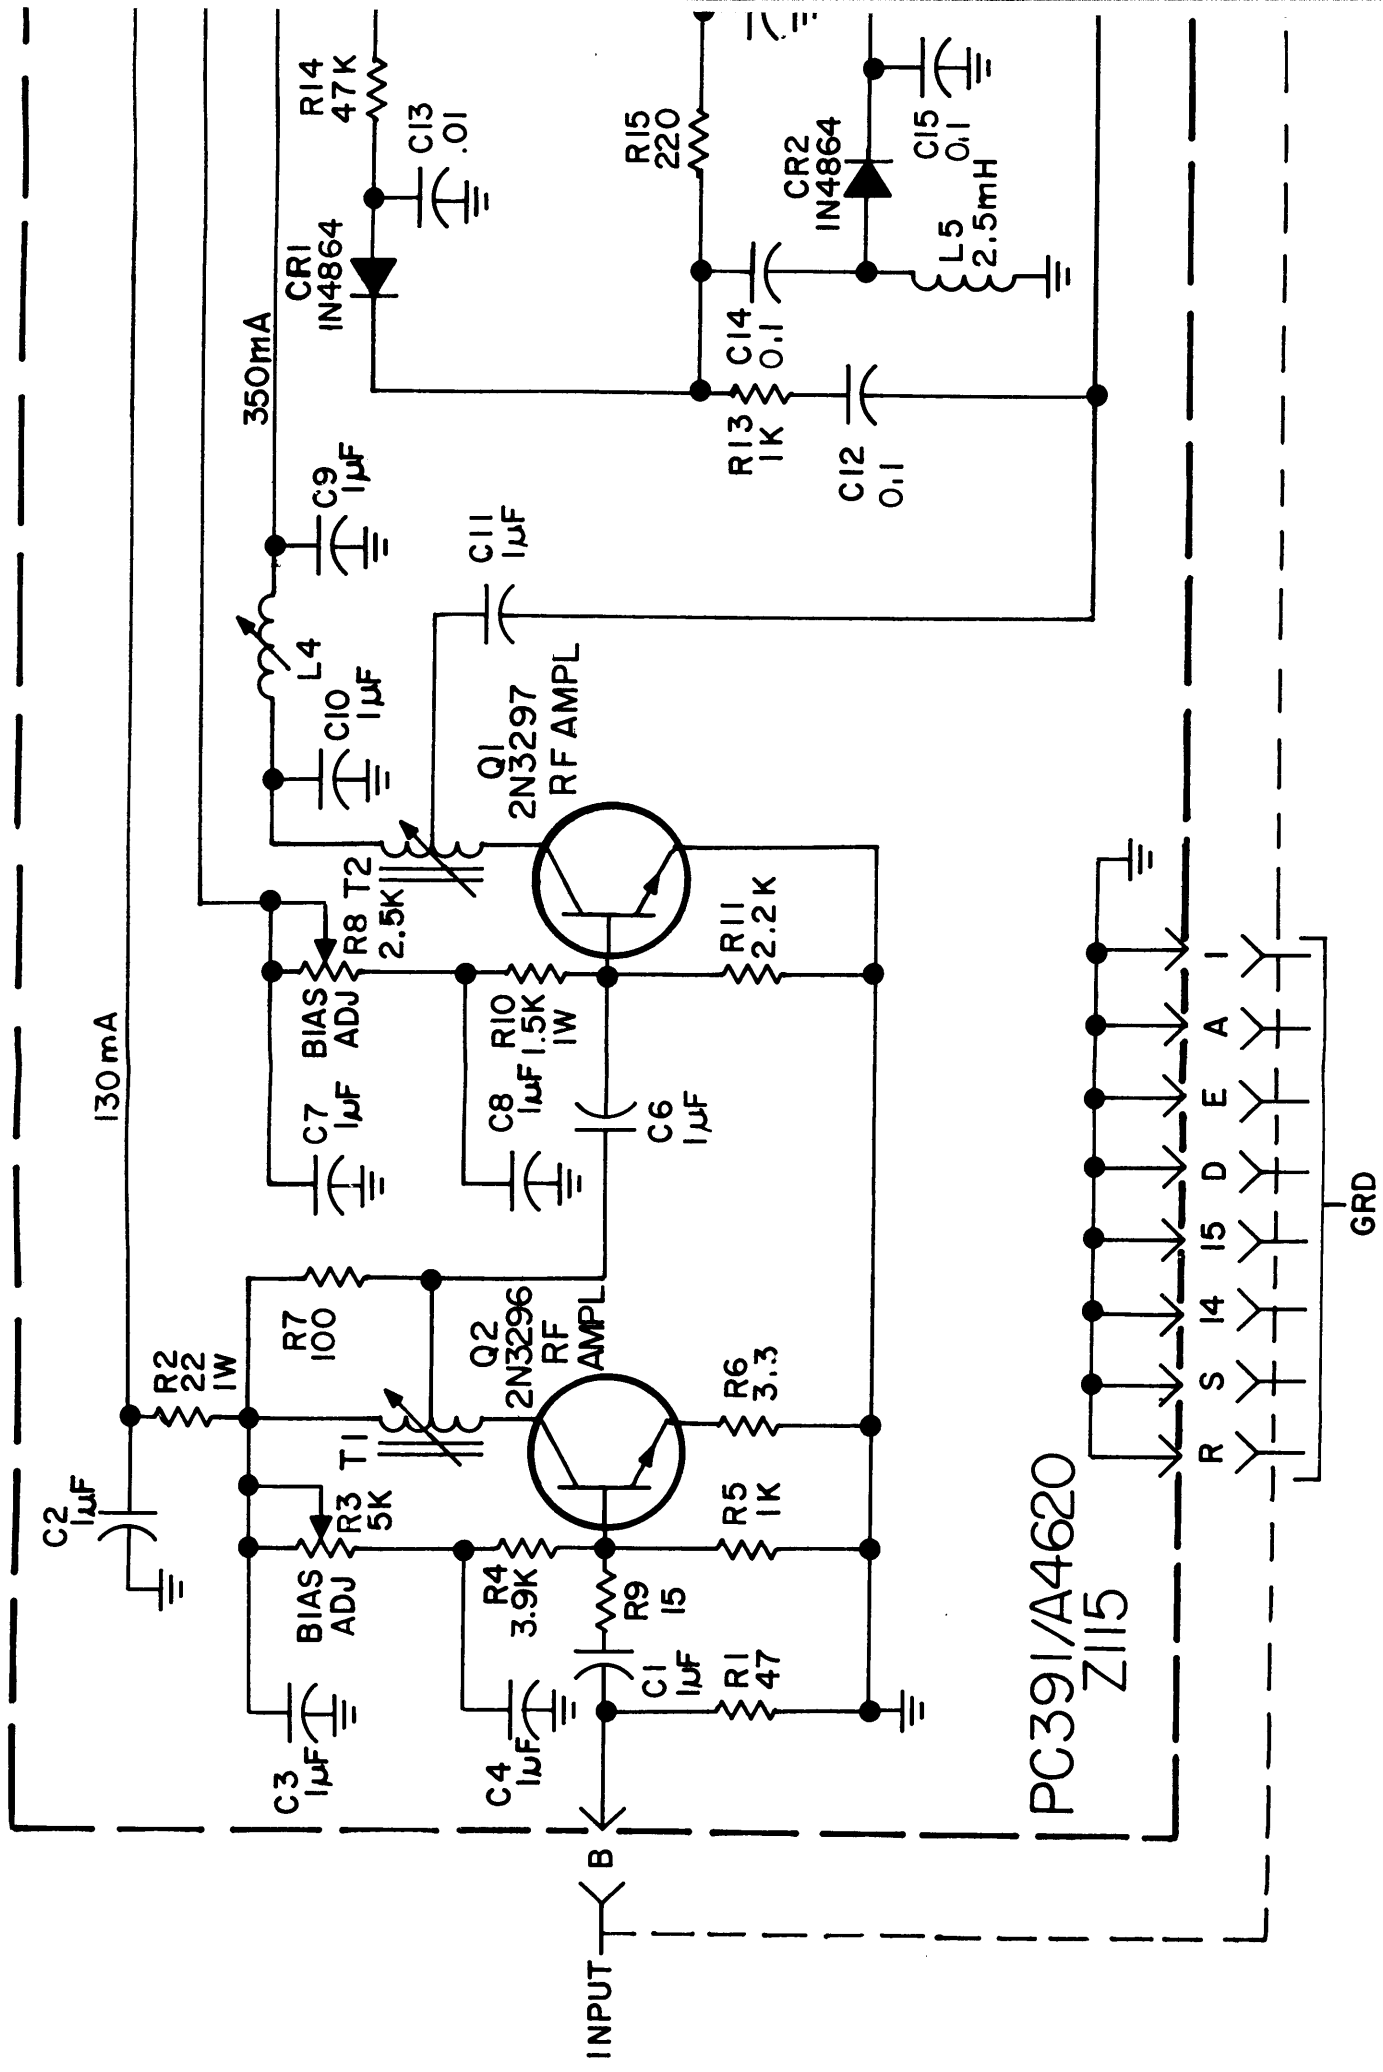 INPUT
B
C2
1µF
R2
22
1W
130mA
C3
1µF
BIAS
ADJ
R3
5K
T1
R7
100
C7
1µF
BIAS
ADJ
R8
2.5K
T2
C10
1µF
L4
C9
1µF
350mA
CR1
1N4864
R14
47K
C13
.01
C4
1µF
R4
3.9K
Q2
2N3296
RF
AMPL
C8
1µF
R10
1.5K
1W
Q1
2N3297
RF AMPL
C11
1µF
C1
1µF
R9
15
C6
1µF
R1
47
R5
1K
R6
3.3
R11
2.2K
R13
1K
C12
0.1
C14
0.1
R15
220
CR2
1N4864
L5
2.5mH
C15
0.1
PC391/A4620
Z115
R S 14 15 D E A 1
GRD